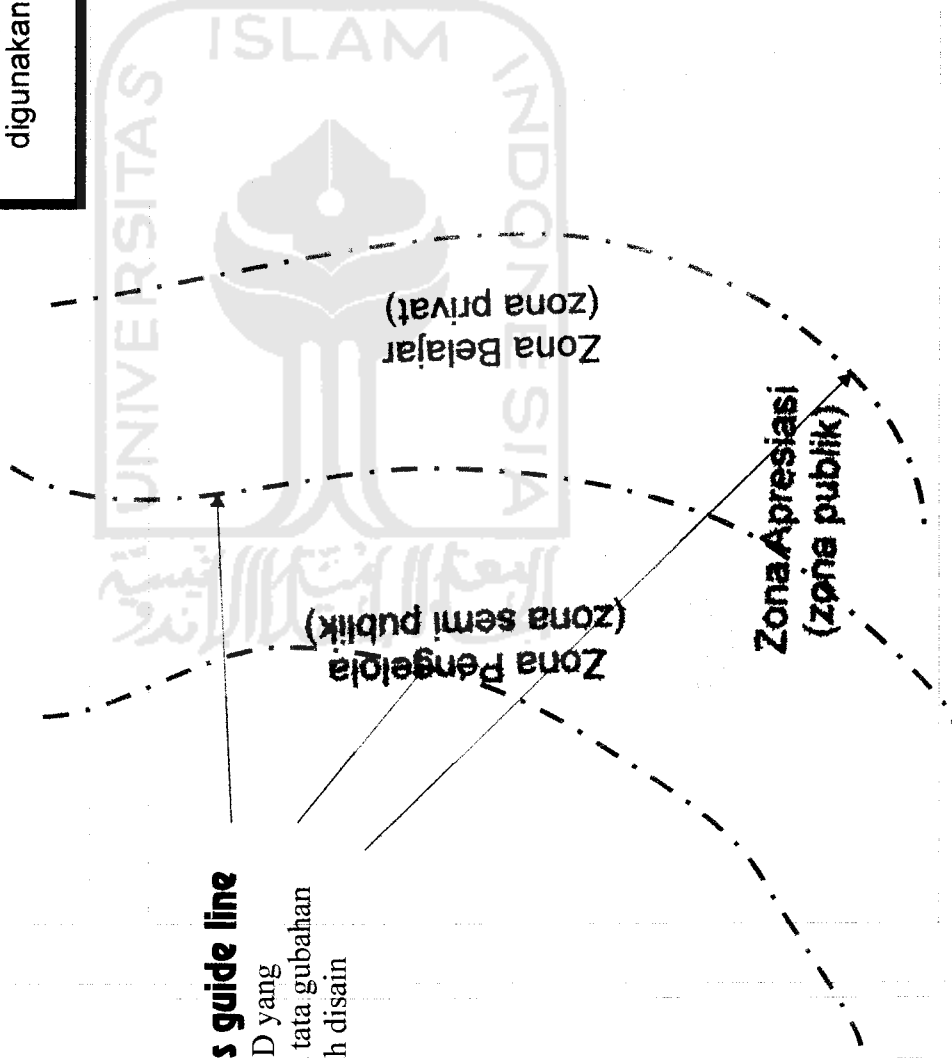 digunakan
UNIVERSITAS
ISLAM
INDONESIA
Zona Belajar
(zona privat)
Zona Pengelola
(zona semi publik)
Zona Apresiasi
(zona publik)
s guide line
D yang
tata gubahan
h disain